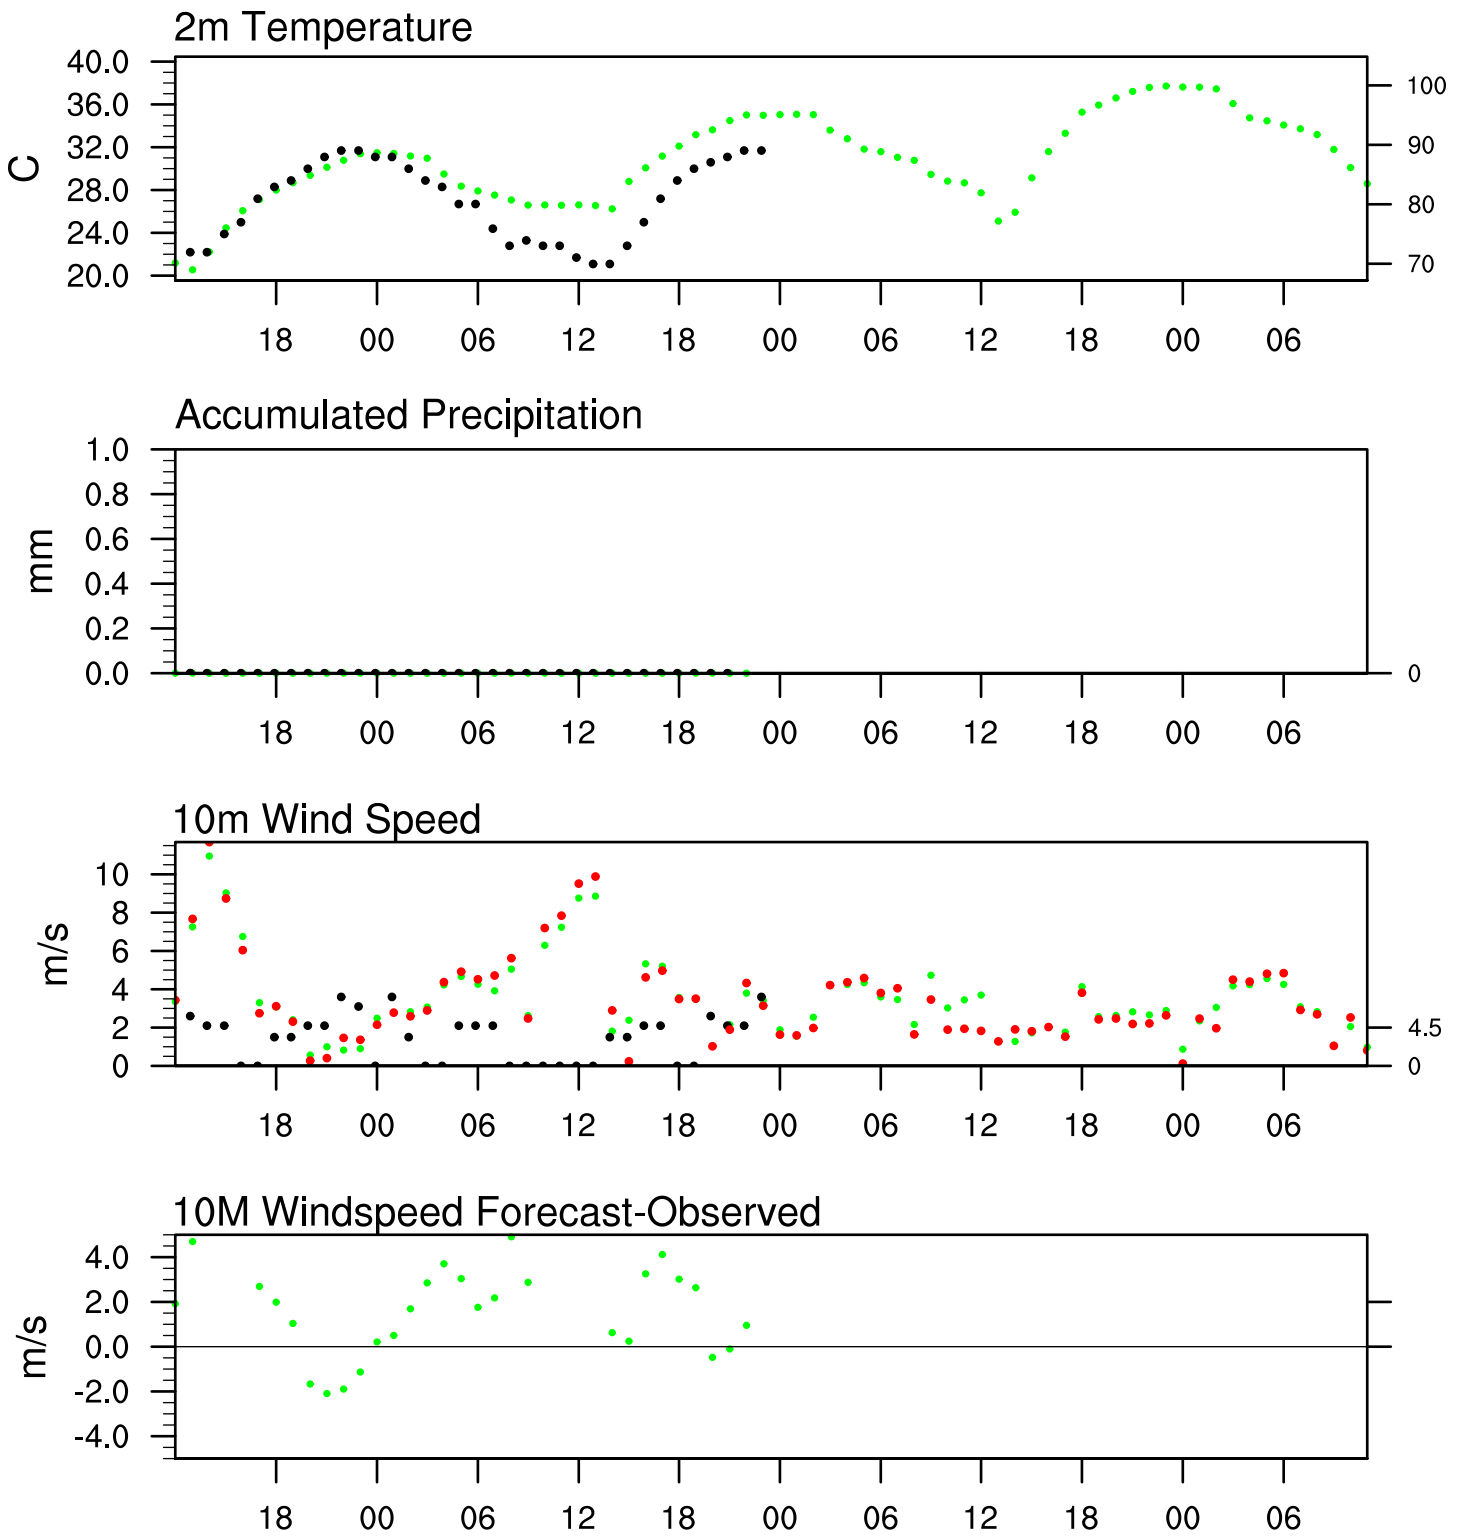 2m Temperature
40.0
36.0
32.0
28.0
24.0
20.0
C
100
90
80
70
18 00 06 12 18 00 06 12 18 00 06
Accumulated Precipitation
1.0
0.8
0.6
0.4
0.2
0.0
mm
0
18 00 06 12 18 00 06 12 18 00 06
10m Wind Speed
10
8
6
4
2
0
m/s
4.5
0
18 00 06 12 18 00 06 12 18 00 06
10M Windspeed Forecast-Observed
4.0
2.0
0.0
-2.0
-4.0
m/s
18 00 06 12 18 00 06 12 18 00 06